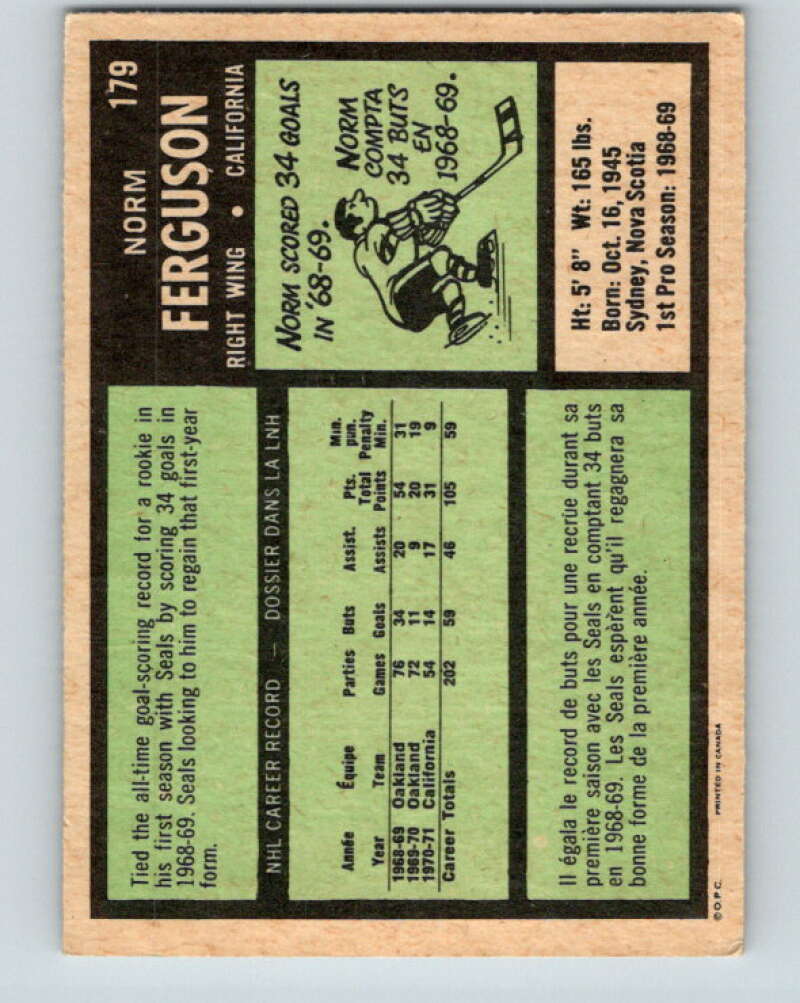 179
NORM
FERGUSON
RIGHT WING • CALIFORNIA
NORM SCORED 34 GOALS
IN '68-69.
NORM
COMPTA
34 BUTS
EN
1968-69.
Ht: 5' 8" Wt: 165 lbs.
Born: Oct. 16, 1945
Sydney, Nova Scotia
1st Pro Season: 1968-69
Tied the all-time goal-scoring record for a rookie in
his first season with Seals by scoring 34 goals in
1968-69. Seals looking to him to regain that first-year
form.
NHL CAREER RECORD — DOSSIER DANS LA LNH
Min.
Pts. pun.
Année Équipe Parties Buts Assist. Total Penalty
Year Team Games Goals Assists Points Min.
1968-69 Oakland 76 34 20 54 31
1969-70 Oakland 72 11 9 20 19
1970-71 California 54 14 17 31 9
Career Totals 202 59 46 105 59
Il égala le record de buts pour une recrüe durant sa
première saison avec les Seals en comptant 34 buts
en 1968-69. Les Seals espèrent qu'il regagnera sa
bonne forme de la première année.
©O.P.C. PRINTED IN CANADA